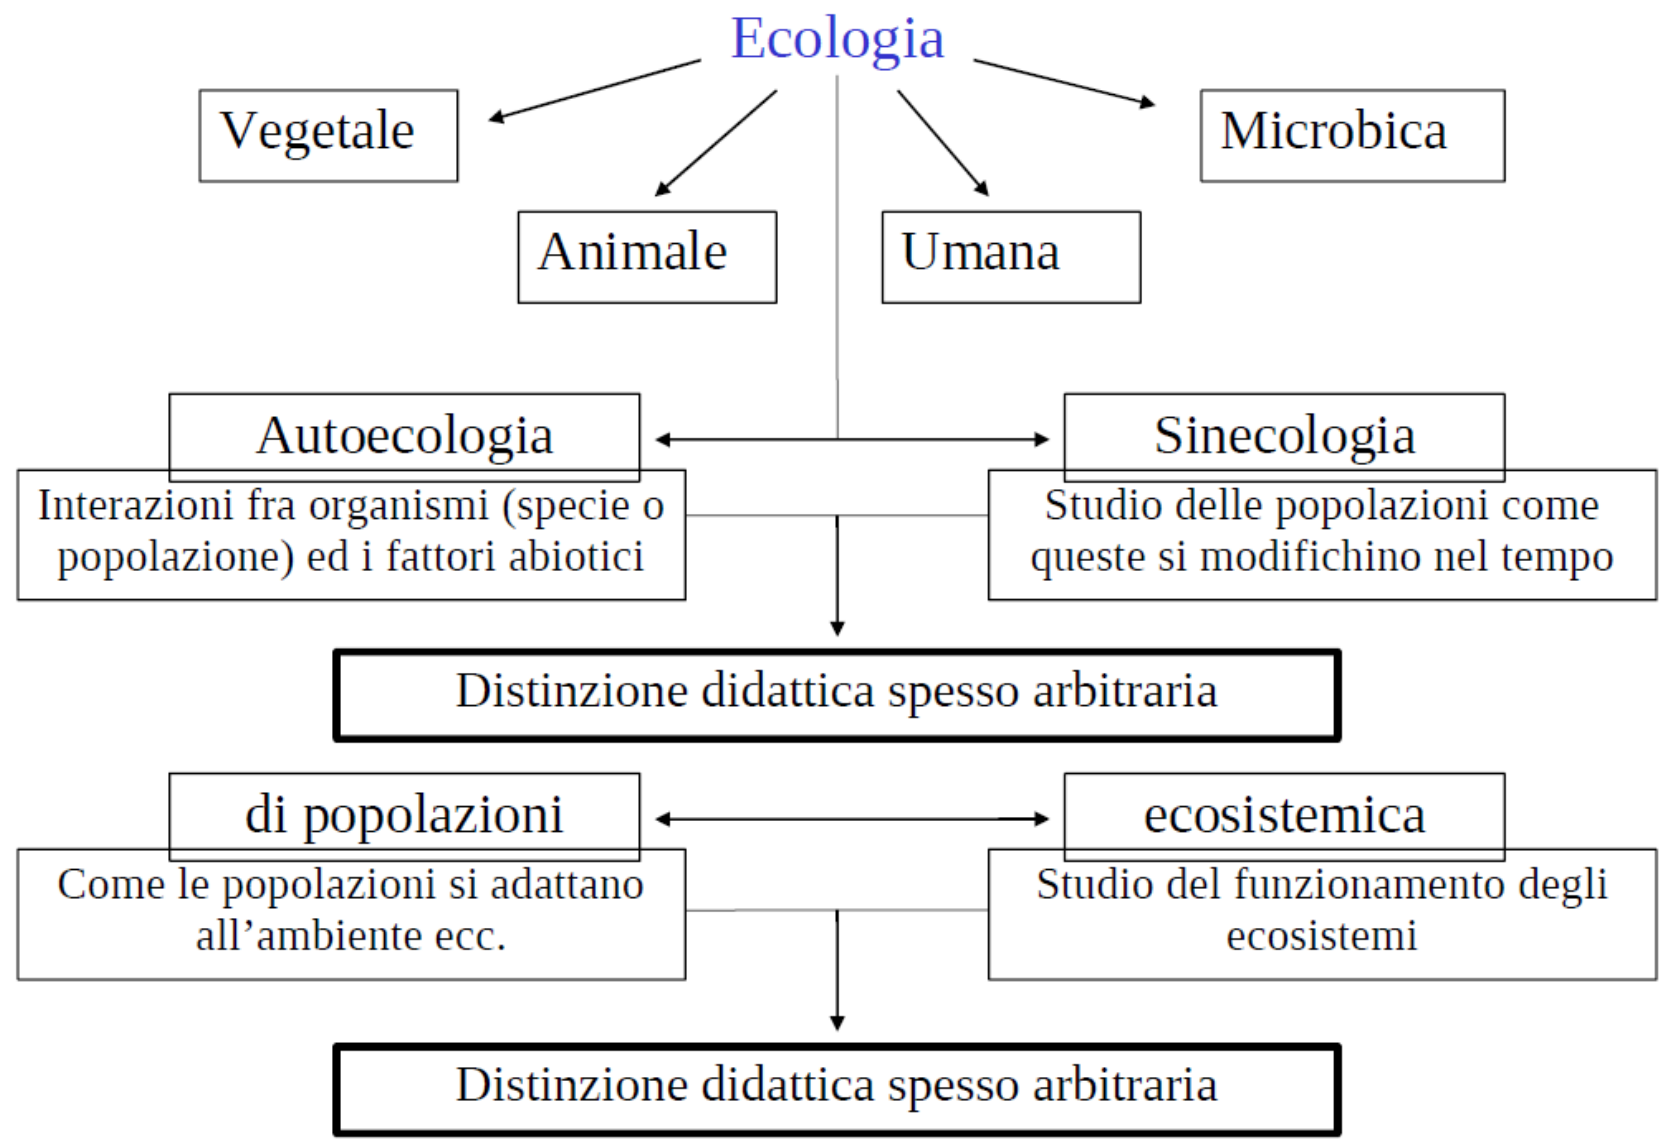 Ecologia
Vegetale
Microbica
Animale
Umana
Autoecologia
Interazioni fra organismi (specie o
popolazione) ed i fattori abiotici
Sinecologia
Studio delle popolazioni come
queste si modifichino nel tempo
Distinzione didattica spesso arbitraria
di popolazioni
Come le popolazioni si adattano
all’ambiente ecc.
ecosistemica
Studio del funzionamento degli
ecosistemi
Distinzione didattica spesso arbitraria